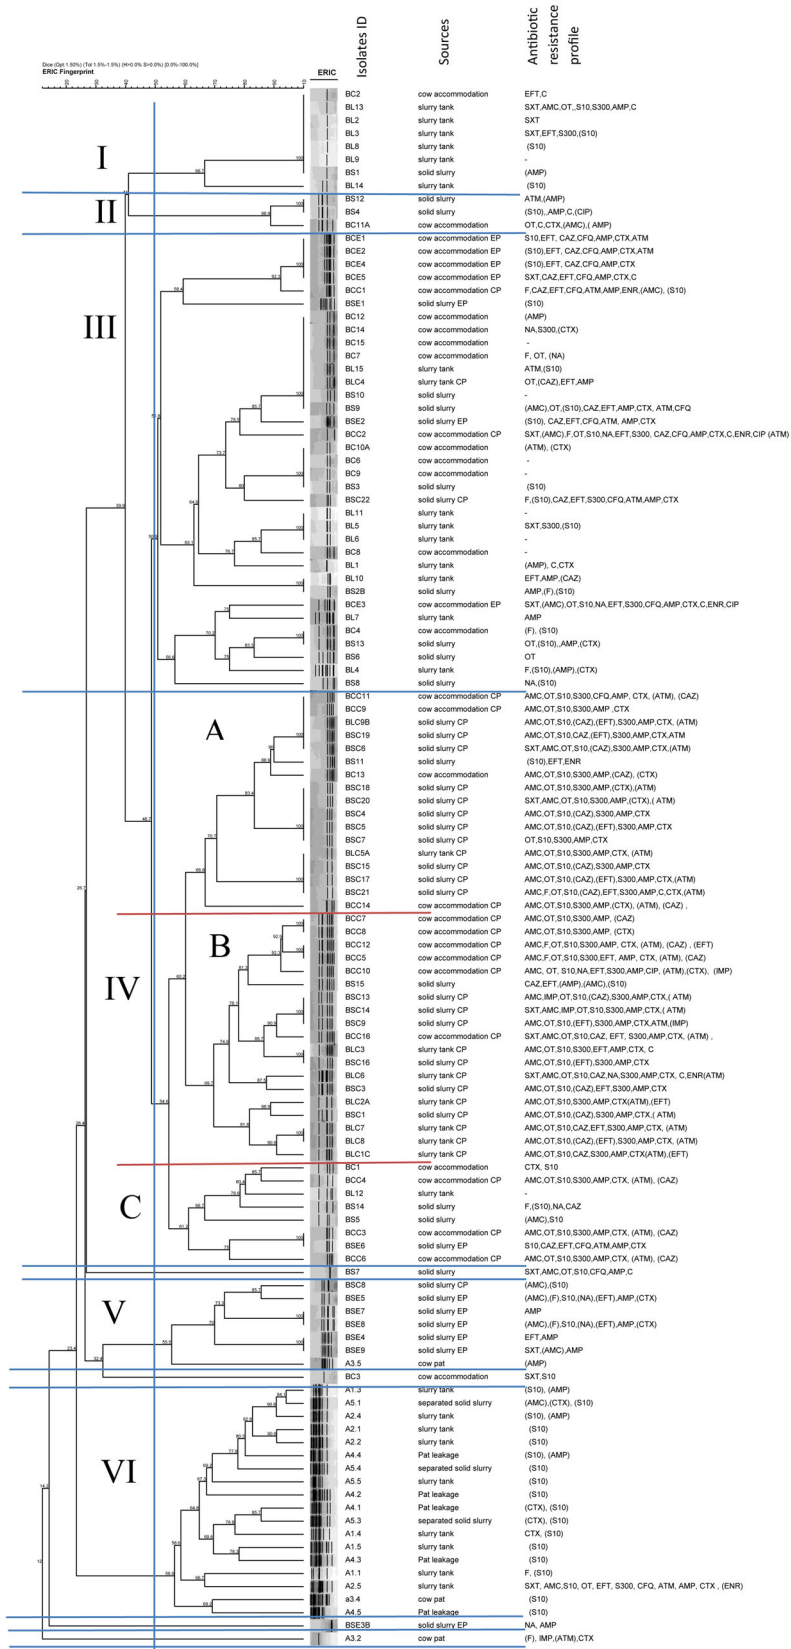 Isolates ID
Sources
Antibiotic
resistance
profile
Dice (Opt:1.50%) (Tol 1.5%-1.5%) (H>0.0% S>0.0%) [0.0%-100.0%]
ERIC Fingerprint
ERIC
BC2 cow accommodation EFT,C
BL13 slurry tank SXT,AMC,OT,,S10,S300,AMP,C
BL2 slurry tank SXT
BL3 slurry tank SXT,EFT,S300,(S10)
BL8 slurry tank (S10)
I
BL9 slurry tank -
BS1 solid slurry (AMP)
BL14 slurry tank (S10)
BS12 solid slurry ATM,(AMP)
II
BS4 solid slurry (S10),,AMP,C,(CIP)
BC11A cow accommodation OT,C,CTX,(AMC),( AMP)
BCE1 cow accommodation EP S10,EFT, CAZ,CFQ,AMP,CTX,ATM
BCE2 cow accommodation EP (S10),EFT, CAZ,CFQ,AMP,CTX,ATM
BCE4 cow accommodation EP (S10),EFT, CAZ,CFQ,AMP,CTX
BCE5 cow accommodation EP SXT,CAZ,EFT,CFQ,AMP,CTX,C
BCC1 cow accommodation CP F,CAZ,EFT,CFQ,ATM,AMP,ENR,(AMC), (S10)
BSE1 solid slurry EP (S10)
BC12 cow accommodation (AMP)
III
BC14 cow accommodation NA,S300,(CTX)
BC15 cow accommodation -
BC7 cow accommodation F, OT, (NA)
BL15 slurry tank ATM,(S10)
BLC4 slurry tank CP OT,(CAZ),EFT,AMP
BS10 solid slurry -
BS9 solid slurry (AMC),OT,(S10),CAZ,EFT,AMP,CTX, ATM,CFQ
BSE2 solid slurry EP (S10), CAZ,EFT,CFQ,ATM, AMP,CTX
BCC2 cow accommodation CP SXT,(AMC),F,OT,S10,NA,EFT,S300, CAZ,CFQ,AMP,CTX,C,ENR,CIP (ATM)
BC10A cow accommodation (ATM), (CTX)
BC6 cow accommodation -
BC9 cow accommodation -
BS3 solid slurry (S10)
BSC22 solid slurry CP F,(S10),CAZ,EFT,S300,CFQ,ATM,AMP,CTX
BL11 slurry tank -
BL5 slurry tank SXT,S300,(S10)
BL6 slurry tank -
BC8 cow accommodation -
BL1 slurry tank (AMP), C,CTX
BL10 slurry tank EFT,AMP,(CAZ)
BS2B solid slurry AMP,(F),(S10)
BCE3 cow accommodation EP SXT,(AMC),OT,S10,NA,EFT,S300,CFQ,AMP,CTX,C,ENR,CIP
BL7 slurry tank AMP
BC4 cow accommodation (F), (S10)
BS13 solid slurry OT,(S10),,AMP,(CTX)
BS6 solid slurry OT
BL4 slurry tank F,(S10),(AMP),(CTX)
BS8 solid slurry NA,(S10)
BCC11 cow accommodation CP AMC,OT,S10,S300,CFQ,AMP, CTX, (ATM), (CAZ)
BCC9 cow accommodation CP AMC,OT,S10,S300,AMP ,CTX
A
BLC9B solid slurry CP AMC,OT,S10,(CAZ),(EFT),S300,AMP,CTX, (ATM)
BSC19 solid slurry CP AMC,OT,S10,CAZ,(EFT),S300,AMP,CTX,ATM
BSC6 solid slurry CP SXT,AMC,OT,S10,(CAZ),S300,AMP,CTX,(ATM)
BS11 solid slurry (S10),EFT,ENR
BC13 cow accommodation AMC,OT,S10,S300,AMP,(CAZ), (CTX)
BSC18 solid slurry CP AMC,OT,S10,S300,AMP,(CTX),(ATM)
BSC20 solid slurry CP SXT,AMC,OT,S10,S300,AMP,(CTX),( ATM)
BSC4 solid slurry CP AMC,OT,S10,(CAZ),S300,AMP,CTX
BSC5 solid slurry CP AMC,OT,S10,(CAZ),(EFT),S300,AMP,CTX
BSC7 solid slurry CP OT,S10,S300,AMP,CTX
BLC5A slurry tank CP AMC,OT,S10,S300,AMP,CTX, (ATM)
BSC15 solid slurry CP AMC,OT,S10,(CAZ),S300,AMP,CTX
BSC17 solid slurry CP AMC,OT,S10,(CAZ),(EFT),S300,AMP,CTX,(ATM)
BSC21 solid slurry CP AMC,F,OT,S10,(CAZ),EFT,S300,AMP,C,CTX,(ATM)
BCC14 cow accommodation CP AMC,OT,S10,S300,AMP,(CTX), (ATM), (CAZ) ,
BCC7 cow accommodation CP AMC,OT,S10,S300,AMP, (CAZ)
BCC8 cow accommodation CP AMC,OT,S10,S300,AMP, (CTX)
B
BCC12 cow accommodation CP AMC,F,OT,S10,S300,AMP, CTX, (ATM), (CAZ) , (EFT)
BCC5 cow accommodation CP AMC,F,OT,S10,S300,EFT, AMP, CTX, (ATM), (CAZ)
BCC10 cow accommodation CP AMC, OT, S10,NA,EFT,S300,AMP,CIP, (ATM),(CTX), (IMP)
IV
BS15 solid slurry CAZ,EFT,(AMP),(AMC),(S10)
BSC13 solid slurry CP AMC,IMP,OT,S10,(CAZ),S300,AMP,CTX,( ATM)
BSC14 solid slurry CP SXT,AMC,IMP,OT,S10,S300,AMP,CTX,( ATM)
BSC9 solid slurry CP AMC,OT,S10,(EFT),S300,AMP,CTX,ATM,(IMP)
BCC16 cow accommodation CP SXT,AMC,OT,S10,CAZ, EFT, S300,AMP,CTX, (ATM) ,
BLC3 slurry tank CP AMC,OT,S10,S300,EFT,AMP,CTX, C
BSC16 solid slurry CP AMC,OT,S10,(EFT),S300,AMP,CTX
BLC6 slurry tank CP SXT,AMC,OT,S10,CAZ,NA,S300,AMP,CTX, C,ENR(ATM)
BSC3 solid slurry CP AMC,OT,S10,(CAZ),EFT,S300,AMP,CTX
BLC2A slurry tank CP AMC,OT,S10,S300,AMP,CTX(ATM),(EFT)
BSC1 solid slurry CP AMC,OT,S10,(CAZ),S300,AMP,CTX,( ATM)
BLC7 slurry tank CP AMC,OT,S10,CAZ,EFT,S300,AMP,CTX, (ATM)
BLC8 slurry tank CP AMC,OT,S10,(CAZ),(EFT),S300,AMP,CTX, (ATM)
BLC1C slurry tank CP AMC,OT,S10,CAZ,S300,AMP,CTX(ATM),(EFT)
BC1 cow accommodation CTX, S10
BCC4 cow accommodation CP AMC,OT,S10,S300,AMP,CTX, (ATM), (CAZ)
BL12 slurry tank -
C
BS14 solid slurry F,(S10),NA,CAZ
BS5 solid slurry (AMC),S10
BCC3 cow accommodation CP AMC,OT,S10,S300,AMP,CTX, (ATM), (CAZ)
BSE6 solid slurry EP S10,CAZ,EFT,CFQ,ATM,AMP,CTX
BCC6 cow accommodation CP AMC,OT,S10,S300,AMP,CTX, (ATM), (CAZ)
BS7 solid slurry SXT,AMC,OT,S10,CFQ,AMP,C
BSC8 solid slurry CP (AMC),(S10)
BSE5 solid slurry EP (AMC),(F),S10,(NA),(EFT),AMP,(CTX)
V
BSE7 solid slurry EP AMP
BSE8 solid slurry EP (AMC),(F),S10,(NA),(EFT),AMP,(CTX)
BSE4 solid slurry EP EFT,AMP
BSE9 solid slurry EP SXT,(AMC),AMP
A3.5 cow pat (AMP)
BC3 cow accommodation SXT,S10
A1.3 slurry tank (S10), (AMP)
A5.1 separated solid slurry (AMC),(CTX), (S10)
A2.4 slurry tank (S10), (AMP)
A2.1 slurry tank (S10)
A2.2 slurry tank (S10)
A4.4 Pat leakage (S10), (AMP)
VI
A5.4 separated solid slurry (S10)
A5.5 slurry tank (S10)
A4.2 Pat leakage (S10)
A4.1 Pat leakage (CTX), (S10)
A5.3 separated solid slurry (CTX), (S10)
A1.4 slurry tank CTX, (S10)
A1.5 slurry tank (S10)
A4.3 Pat leakage (S10)
A1.1 slurry tank F, (S10)
A2.5 slurry tank SXT, AMC,S10, OT, EFT, S300, CFQ, ATM, AMP, CTX , (ENR)
a3.4 cow pat (S10)
A4.5 Pat leakage (S10)
BSE3B solid slurry EP NA, AMP
A3.2 cow pat (F), IMP,(ATM),CTX